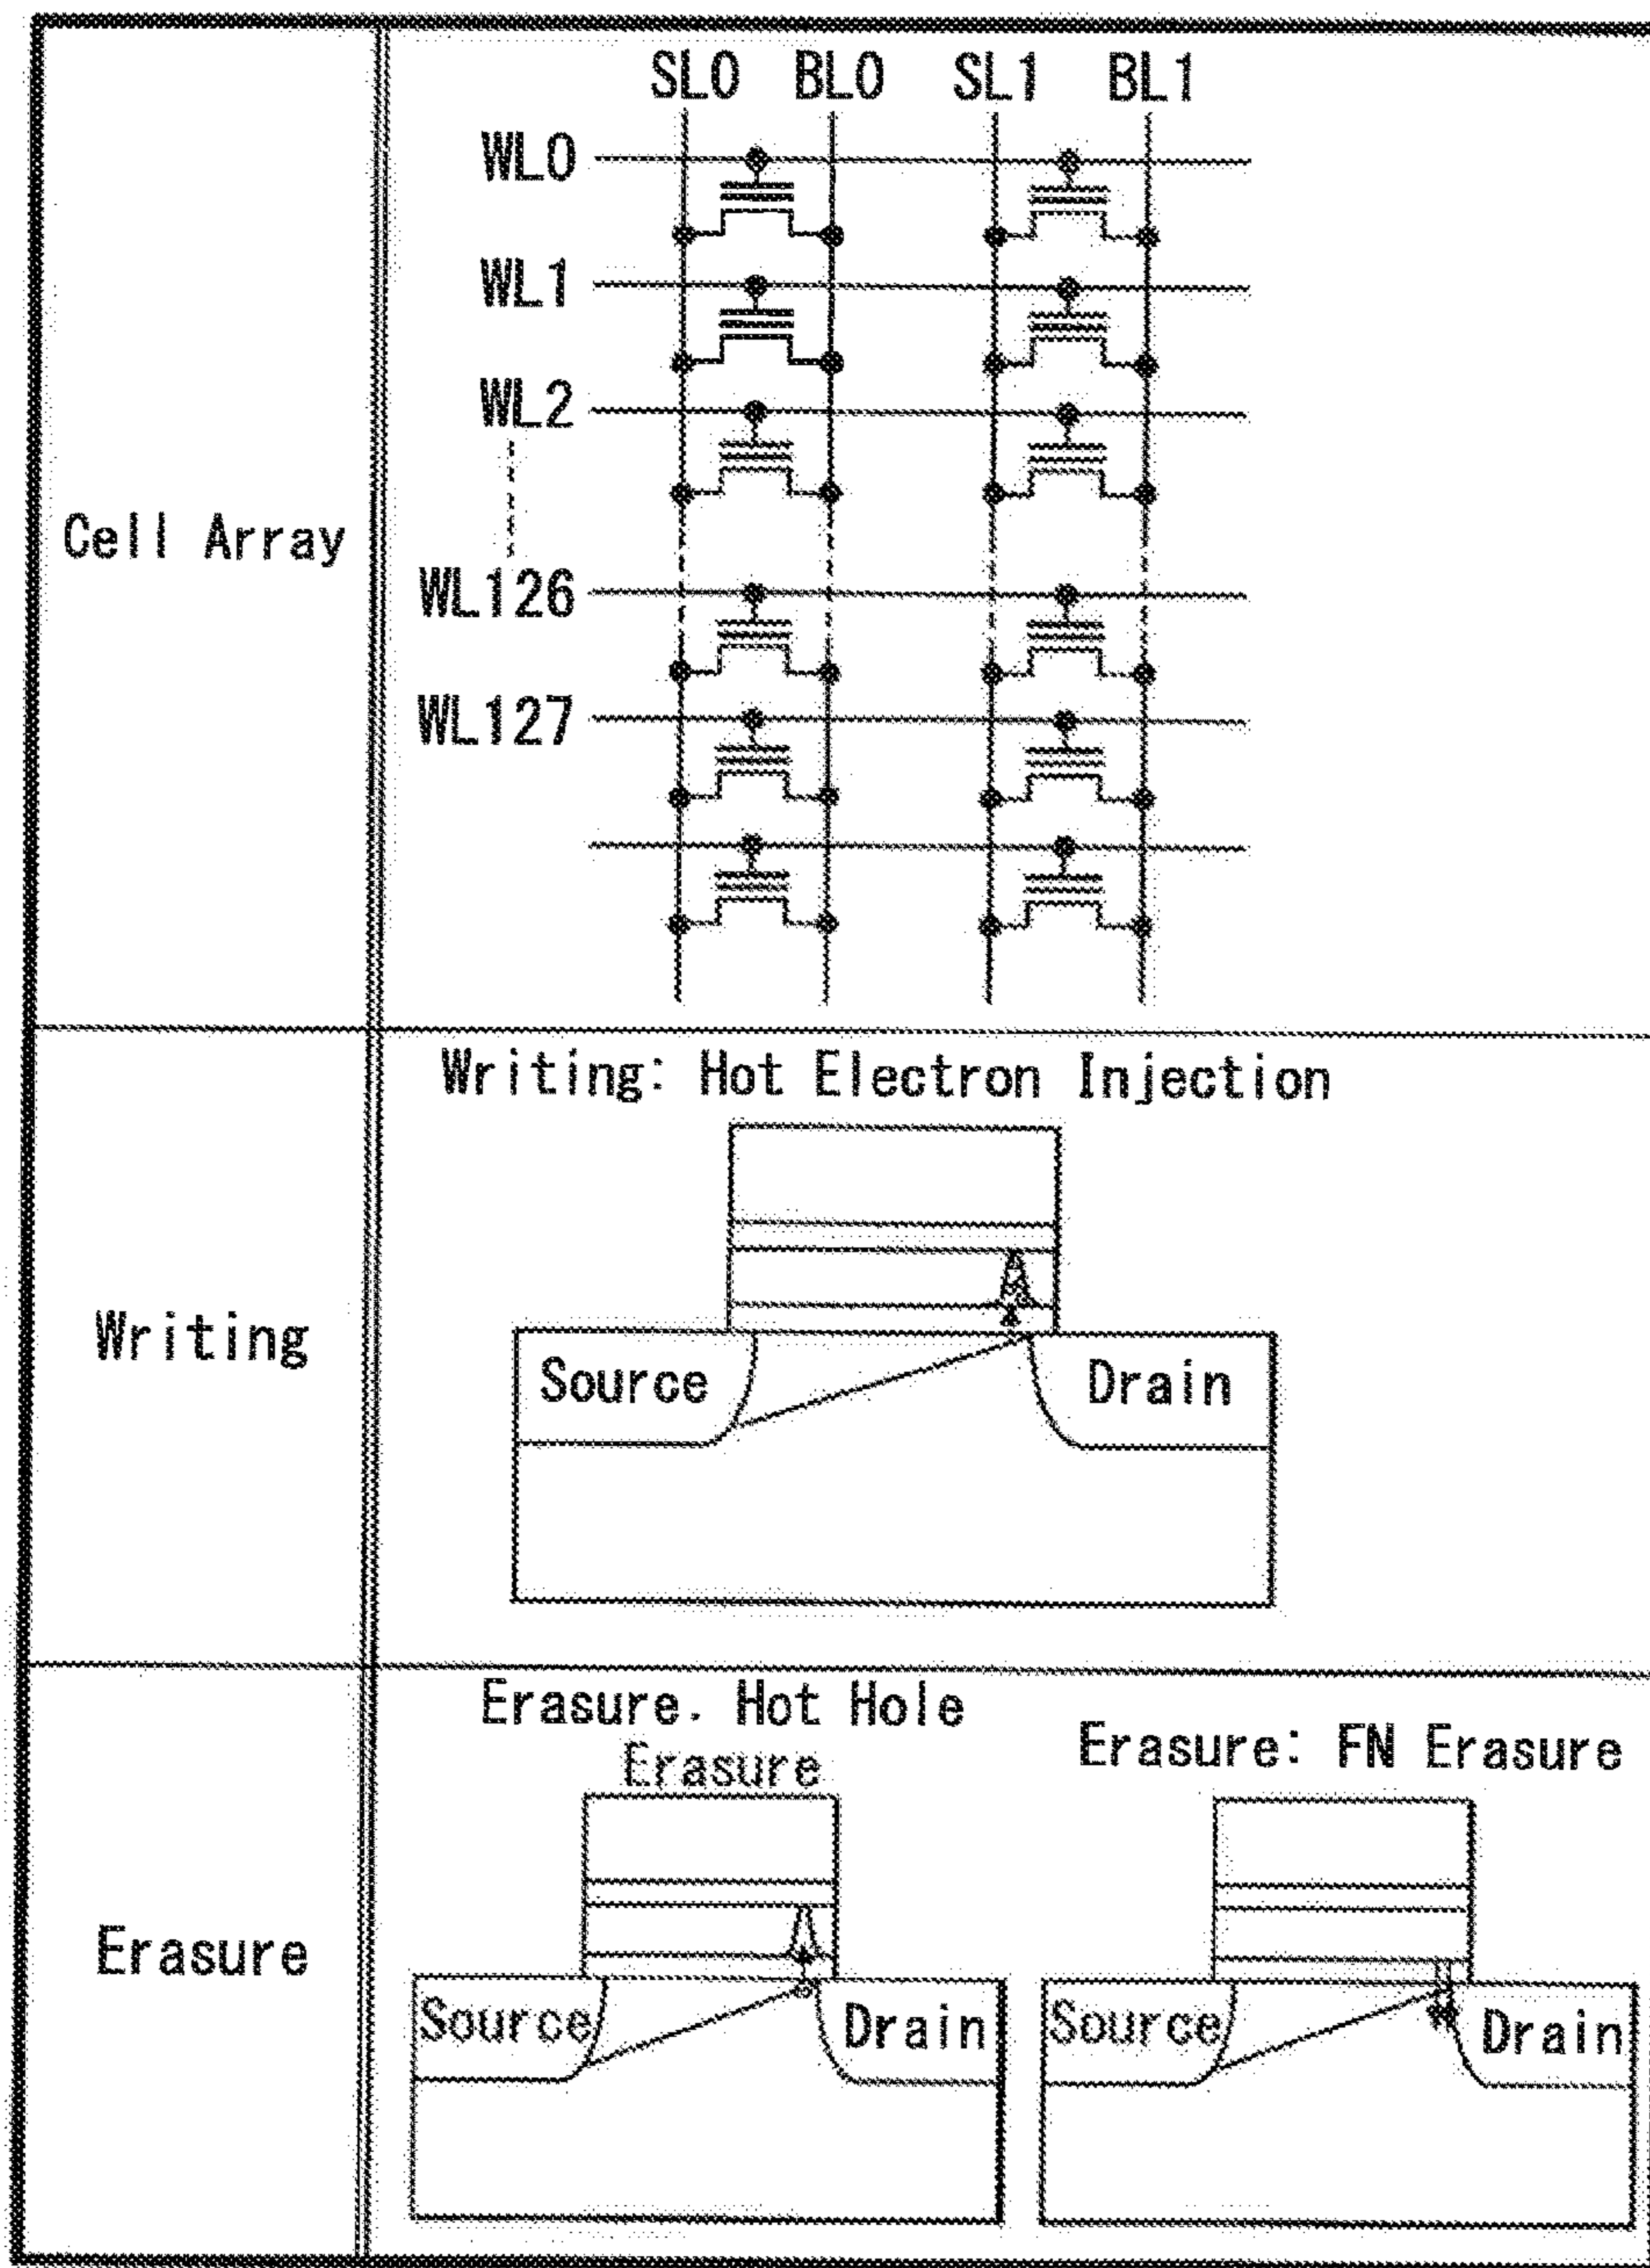 SL0 BL0 SL1 BL1
WL0
WL1
WL2
Cell Array
WL126
WL127
Writing: Hot Electron Injection
Writing
Source
Drain
Erasure. Hot Hole
Erasure
Erasure: FN Erasure
Erasure
Source
Drain
Source
Drain